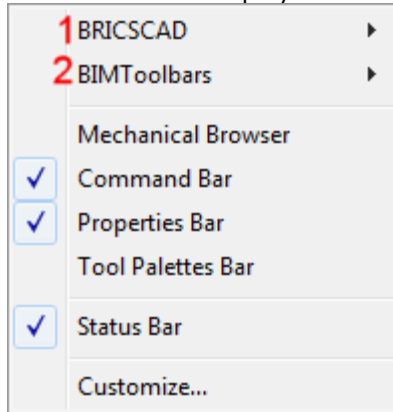 1 BRICSCAD
2 BIMToolbars
Mechanical Browser
Command Bar
Properties Bar
Tool Palettes Bar
Status Bar
Customize...